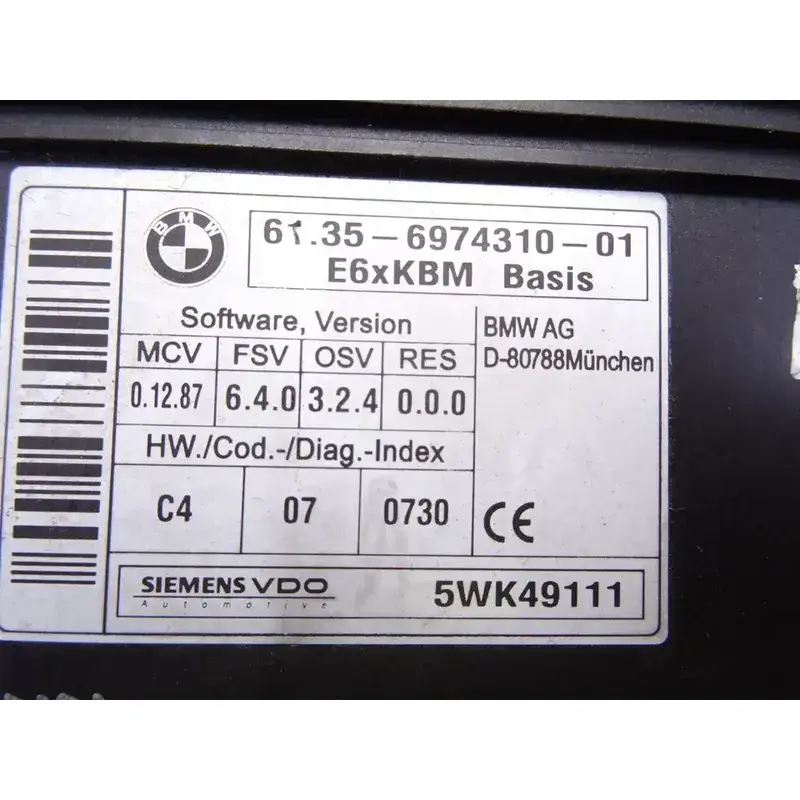 BMW
61.35-6974310-01
E6xKBM Basis
Software, Version
MCV FSV OSV RES
0.12.87 6.4.0 3.2.4 0.0.0
HW./Cod.-/Diag.-Index
C4 07 0730
BMW AG
D-80788München
CE
SIEMENS VDO
Automotive
5WK49111